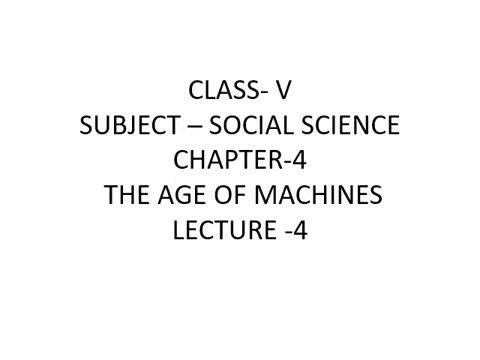 CLASS- V
SUBJECT – SOCIAL SCIENCE
CHAPTER-4
THE AGE OF MACHINES
LECTURE -4